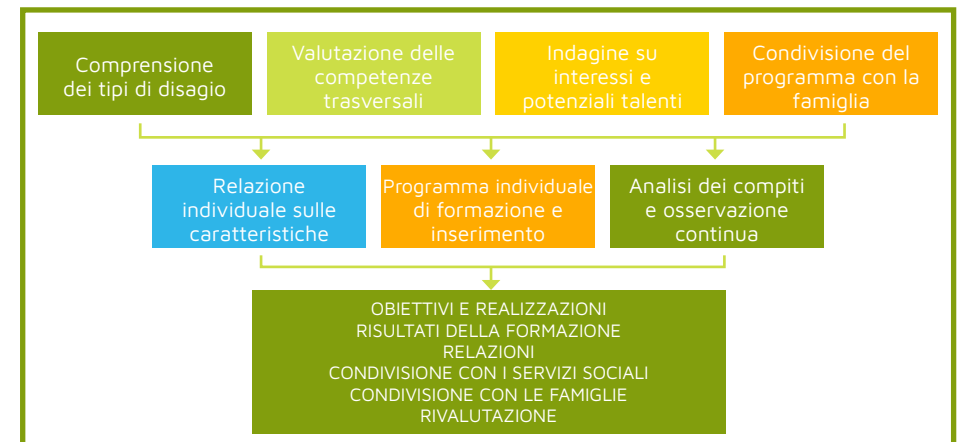 Comprensione
dei tipi di disagio
Valutazione delle
competenze
trasversali
Indagine su
interessi e
potenziali talenti
Condivisione del
programma con la
famiglia
Relazione
individuale sulle
caratteristiche
Programma individuale
di formazione e
inserimento
Analisi dei compiti
e osservazione
continua
OBIETTIVI E REALIZZAZIONI
RISULTATI DELLA FORMAZIONE
RELAZIONI
CONDIVISIONE CON I SERVIZI SOCIALI
CONDIVISIONE CON LE FAMIGLIE
RIVALUTAZIONE